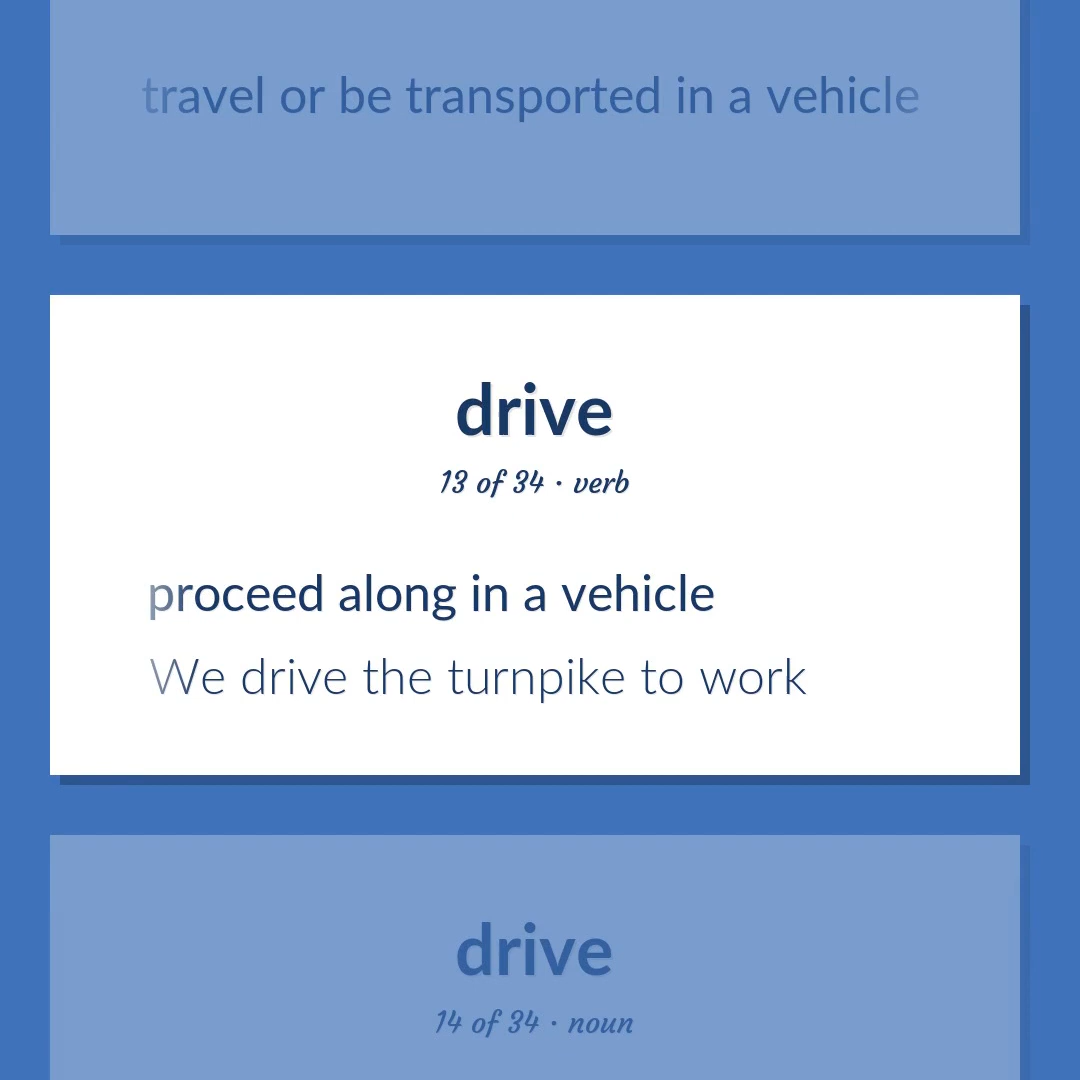 travel or be transported in a vehicle
drive
13 of 34 · verb
proceed along in a vehicle
We drive the turnpike to work
drive
14 of 34 · noun